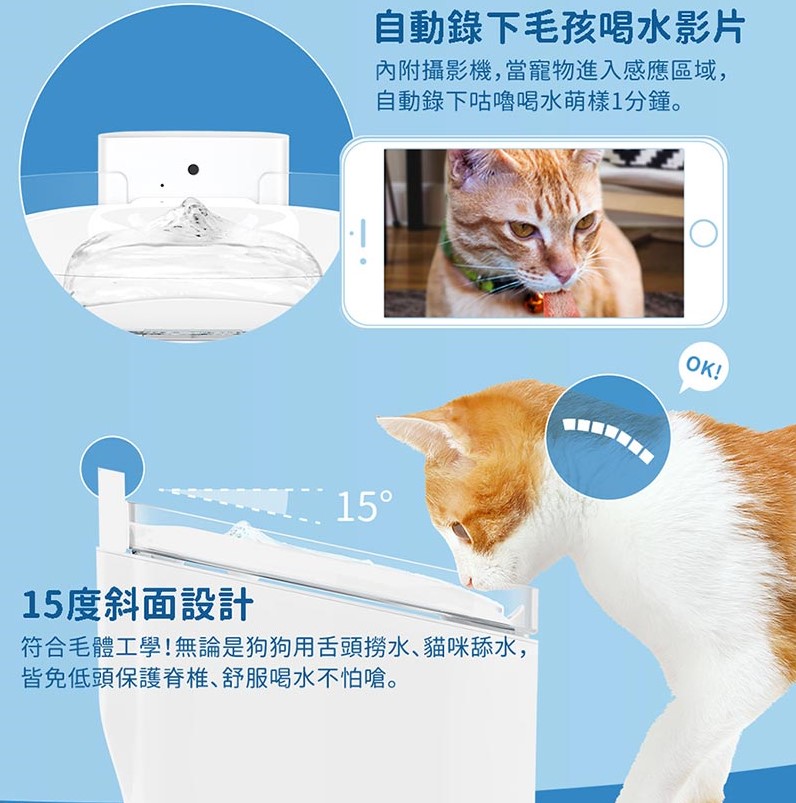 自動錄下毛孩喝水影片
內附攝影機,當寵物進入感應區域,
自動錄下咕嚕喝水萌樣1分鐘。
OK!
15°
15度斜面設計
符合毛體工學!無論是狗狗用舌頭撈水、貓咪舔水,
皆免低頭保護脊椎、舒服喝水不怕嗆。